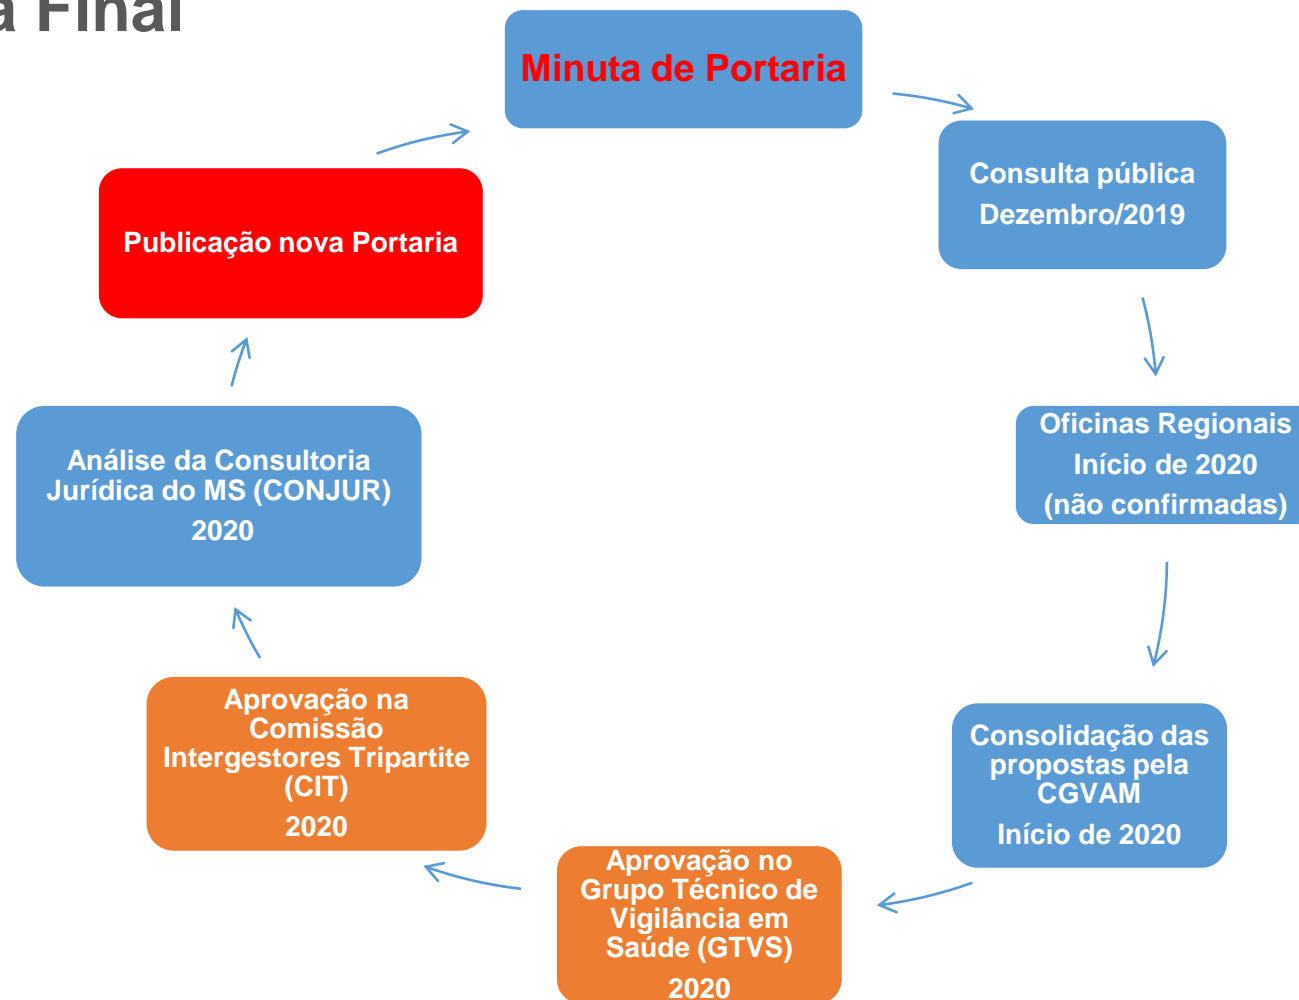 a Final
Minuta de Portaria
Consulta pública
Dezembro/2019
Publicação nova Portaria
Oficinas Regionais
Início de 2020
(não confirmadas)
Análise da Consultoria
Jurídica do MS (CONJUR)
2020
Aprovação na
Comissão
Intergestores Tripartite
(CIT)
2020
Consolidação das
propostas pela
CGVAM
Início de 2020
Aprovação no
Grupo Técnico de
Vigilância em
Saúde (GTVS)
2020